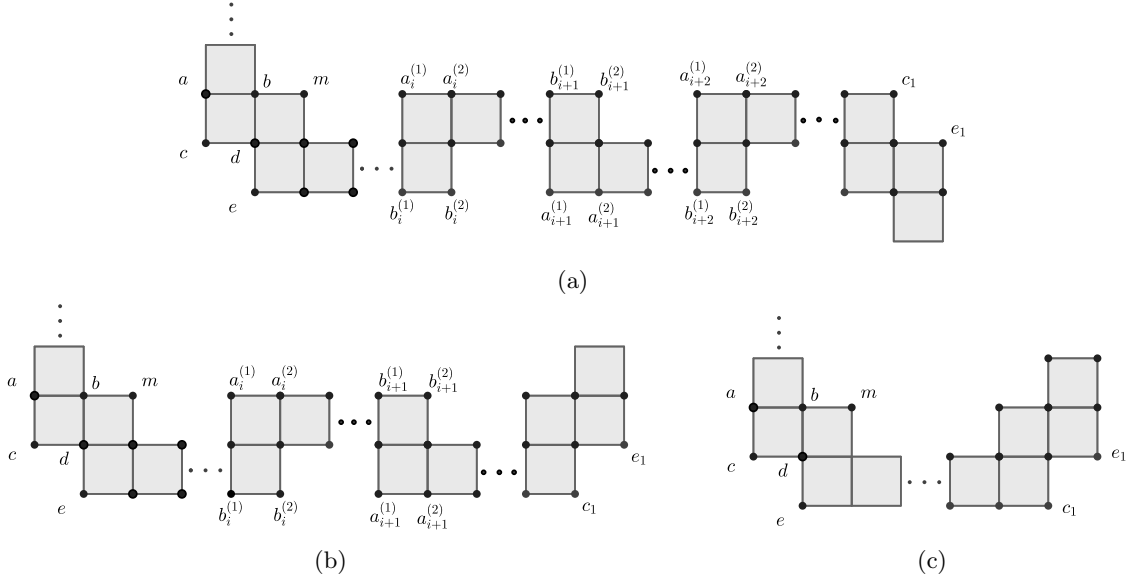 a b m a_i^{(1)} a_i^{(2)} b_{i+1}^{(1)} b_{i+1}^{(2)} a_{i+2}^{(1)} a_{i+2}^{(2)} c_1
c d e_1
e b_i^{(1)} b_i^{(2)} a_{i+1}^{(1)} a_{i+1}^{(2)} b_{i+2}^{(1)} b_{i+2}^{(2)}
(a)
a b m a_i^{(1)} a_i^{(2)} b_{i+1}^{(1)} b_{i+1}^{(2)}
c d e_1
e b_i^{(1)} b_i^{(2)} a_{i+1}^{(1)} a_{i+1}^{(2)} c_1
(b)
a b m
c d e_1
e c_1
(c)